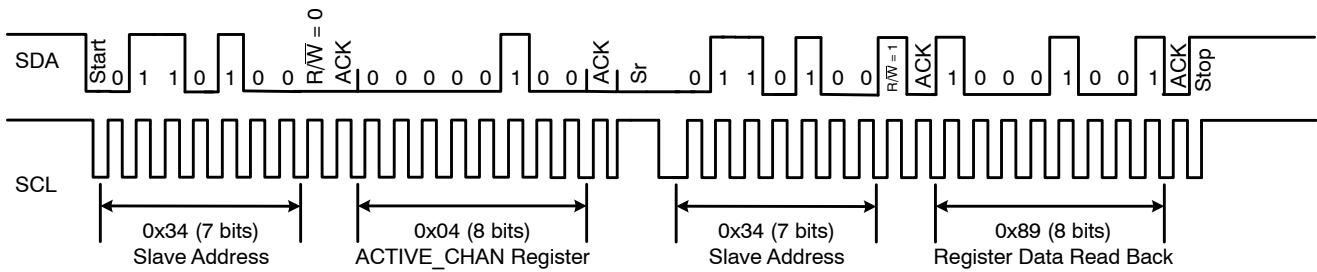 SDA Start 0 1 1 0 1 0 0 R/W = 0 ACK 0 0 0 0 0 1 0 0 ACK Sr 0 1 1 0 1 0 0 R/W = 1 ACK 1 0 0 0 1 0 0 1 ACK Stop
SCL
0x34 (7 bits) 0x04 (8 bits) 0x34 (7 bits) 0x89 (8 bits)
Slave Address ACTIVE_CHAN Register Slave Address Register Data Read Back